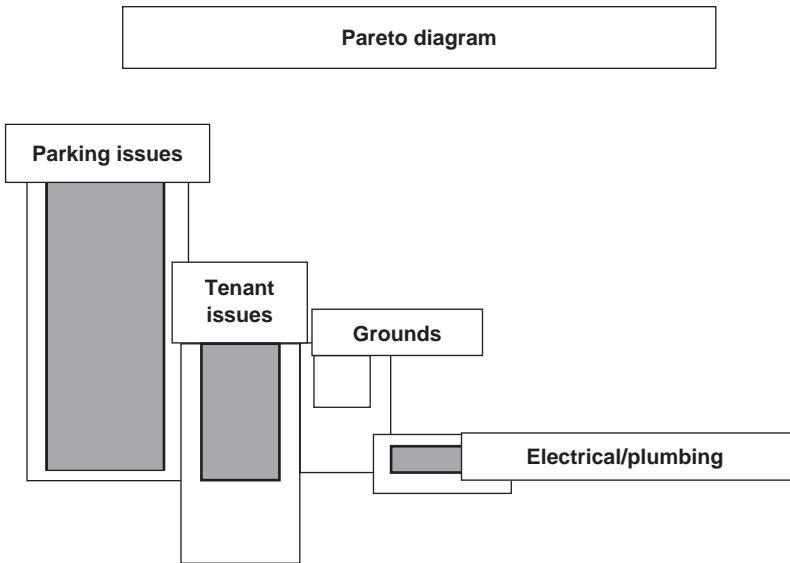 Pareto diagram
Parking issues
Tenant
issues
Grounds
Electrical/plumbing